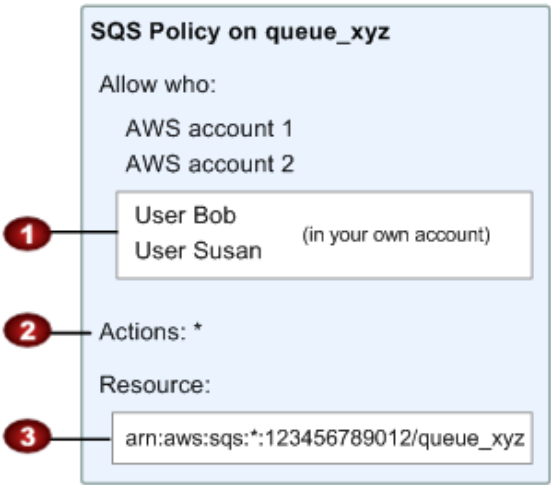 SQS Policy on queue_xyz
Allow who:
AWS account 1
AWS account 2
1
User Bob
User Susan
(in your own account)
2
Actions: *
Resource:
3
arn:aws:sqs:*:123456789012/queue_xyz